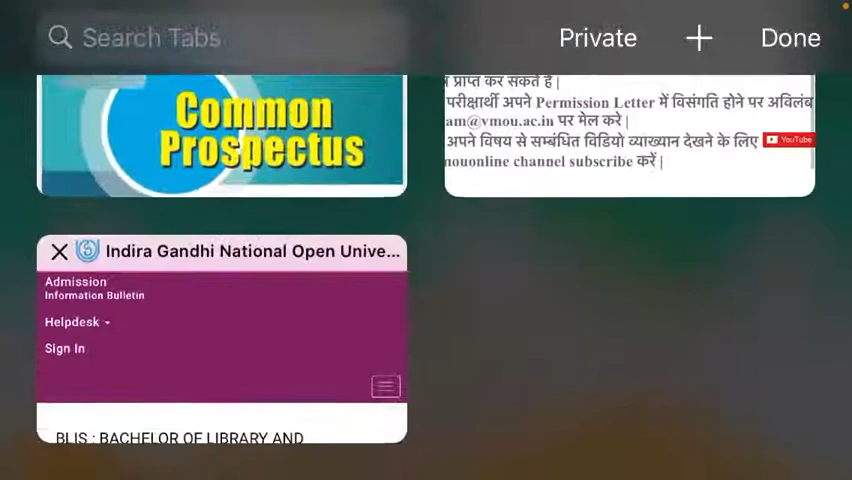 Search Tabs
Private
Done
Common
Prospectus
प्राप्त कर सकते है |
परीक्षार्थी अपने Permission Letter में विसंगति होने पर अविलंब
am@vmou.ac.in पर मेल करे |
अपने विषय से सम्बंधित विडियो व्याख्यान देखने के लिए YouTube
nouonline channel subscribe करें |
Indira Gandhi National Open Unive...
Admission
Information Bulletin
Helpdesk
Sign In
BLIS : BACHELOR OF LIBRARY AND